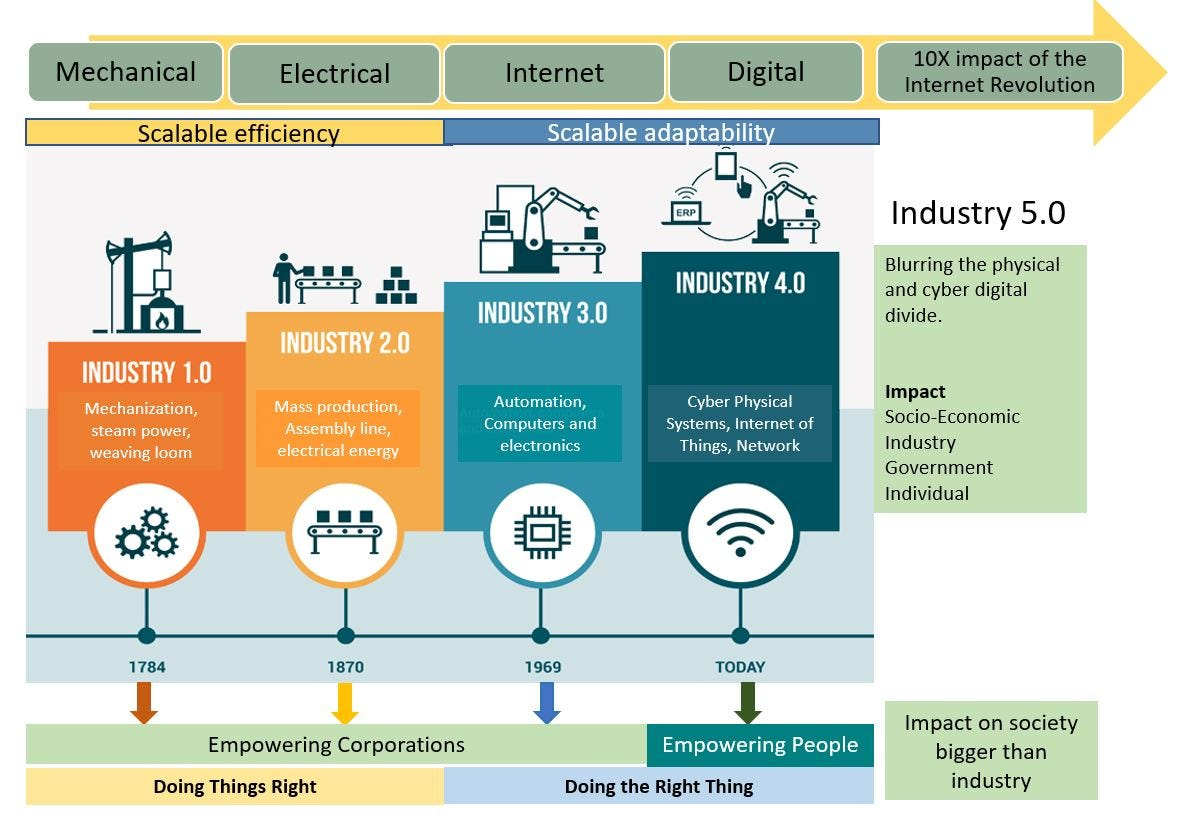 Mechanical
Electrical
Internet
Digital
10X impact of the
Internet Revolution
Scalable efficiency
Scalable adaptability
ERP
Industry 5.0
Blurring the physical
and cyber digital
divide.
Impact
Socio-Economic
Industry
Government
Individual
INDUSTRY 1.0
Mechanization,
steam power,
weaving loom
INDUSTRY 2.0
Mass production,
Assembly line,
electrical energy
INDUSTRY 3.0
Automation,
Computers and
electronics
INDUSTRY 4.0
Cyber Physical
Systems, Internet of
Things, Network
1784
1870
1969
TODAY
Empowering Corporations
Empowering People
Doing Things Right
Doing the Right Thing
Impact on society
bigger than
industry